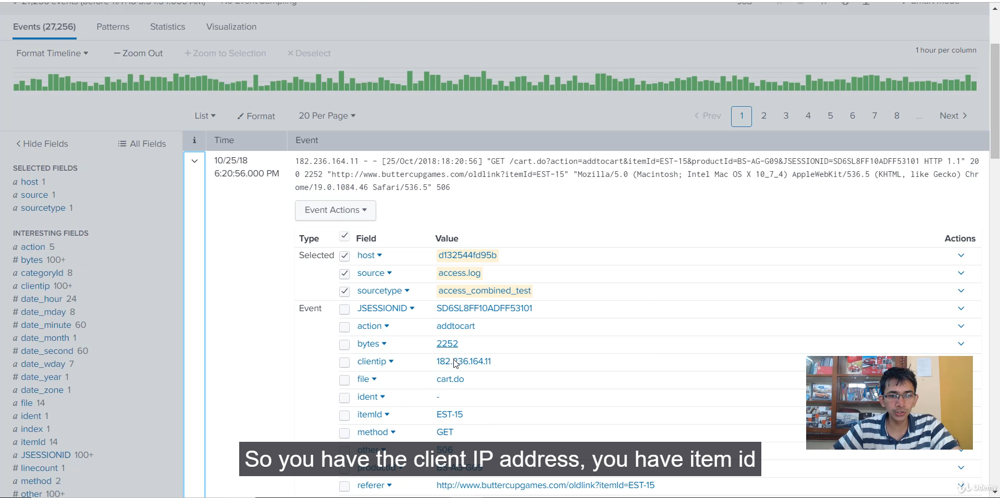 Events (27,256) Patterns Statistics Visualization
Format Timeline — Zoom Out + Zoom to Selection × Deselect
1 hour per column
List Format 20 Per Page < Prev 1 2 3 4 5 6 7 8 ... Next >
< Hide Fields All Fields
i Time Event
SELECTED FIELDS
a host 1
a source 1
a sourcetype 1
INTERESTING FIELDS
a action 5
# bytes 100+
a categoryId 8
a clientip 100+
# date_hour 24
# date_mday 8
# date_minute 60
a date_month 1
# date_second 60
a date_wday 7
# date_year 1
a date_zone 1
a file 14
a ident 1
a index 1
a itemId 14
a JSESSIONID 100+
# linecount 1
a method 2
# other 100+
10/25/18
6:20:56.000 PM
182.236.164.11 - - [25/Oct/2018:18:20:56] "GET /cart.do?action=addtocart&itemId=EST-15&productId=BS-AG-G09&JSESSIONID=SD6SL8FF10ADFF53101 HTTP 1.1" 20
0 2252 "http://www.buttercupgames.com/oldlink?itemId=EST-15" "Mozilla/5.0 (Macintosh; Intel Mac OS X 10_7_4) AppleWebKit/536.5 (KHTML, like Gecko) Chr
ome/19.0.1084.46 Safari/536.5" 506
Event Actions
Type Field Value Actions
Selected host d132544fd95b
source access.log
sourcetype access_combined_test
Event JSESSIONID SD6SL8FF10ADFF53101
action addtocart
bytes 2252
clientip 182.236.164.11
file cart.do
ident -
itemId EST-15
method GET
other 506
So you have the client IP address, you have item id
productId BS-AG-G09
referer http://www.buttercupgames.com/oldlink?itemId=EST-15
Udemy